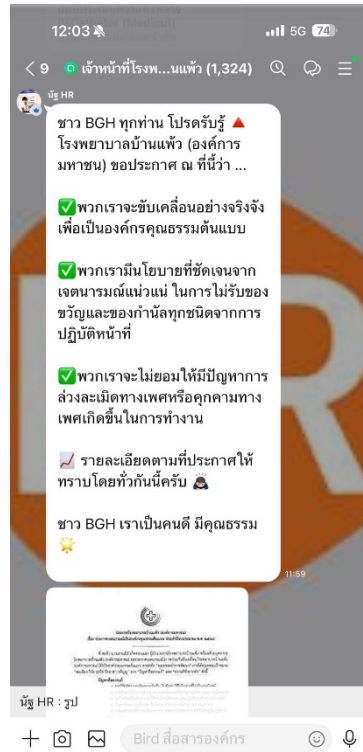 12:03
5G 74
9 เจ้าหน้าที่โรงพ...นแพ้ว (1,324)
นัฐ HR
ชาว BGH ทุกท่าน โปรดรับรู้ 🔺
โรงพยาบาลบ้านแพ้ว (องค์การ
มหาชน) ขอประกาศ ณ ที่นี้ว่า ...
✅พวกเราจะขับเคลื่อนอย่างจริงจัง
เพื่อเป็นองค์กรคุณธรรมต้นแบบ
✅พวกเรามีนโยบายที่ชัดเจนจาก
เจตนารมณ์แน่วแน่ ในการไม่รับของ
ขวัญและของกำนัลทุกชนิดจากการ
ปฏิบัติหน้าที่
✅พวกเราจะไม่ยอมให้มีปัญหาการ
ล่วงละเมิดทางเพศหรือคุกคามทาง
เพศเกิดขึ้นในการทำงาน
📈 รายละเอียดตามที่ประกาศให้
ทราบโดยทั่วกันนี้ครับ 🙇
ชาว BGH เราเป็นคนดี มีคุณธรรม
🌟
11:59
นัฐ HR : รูป
Bird สื่อสารองค์กร